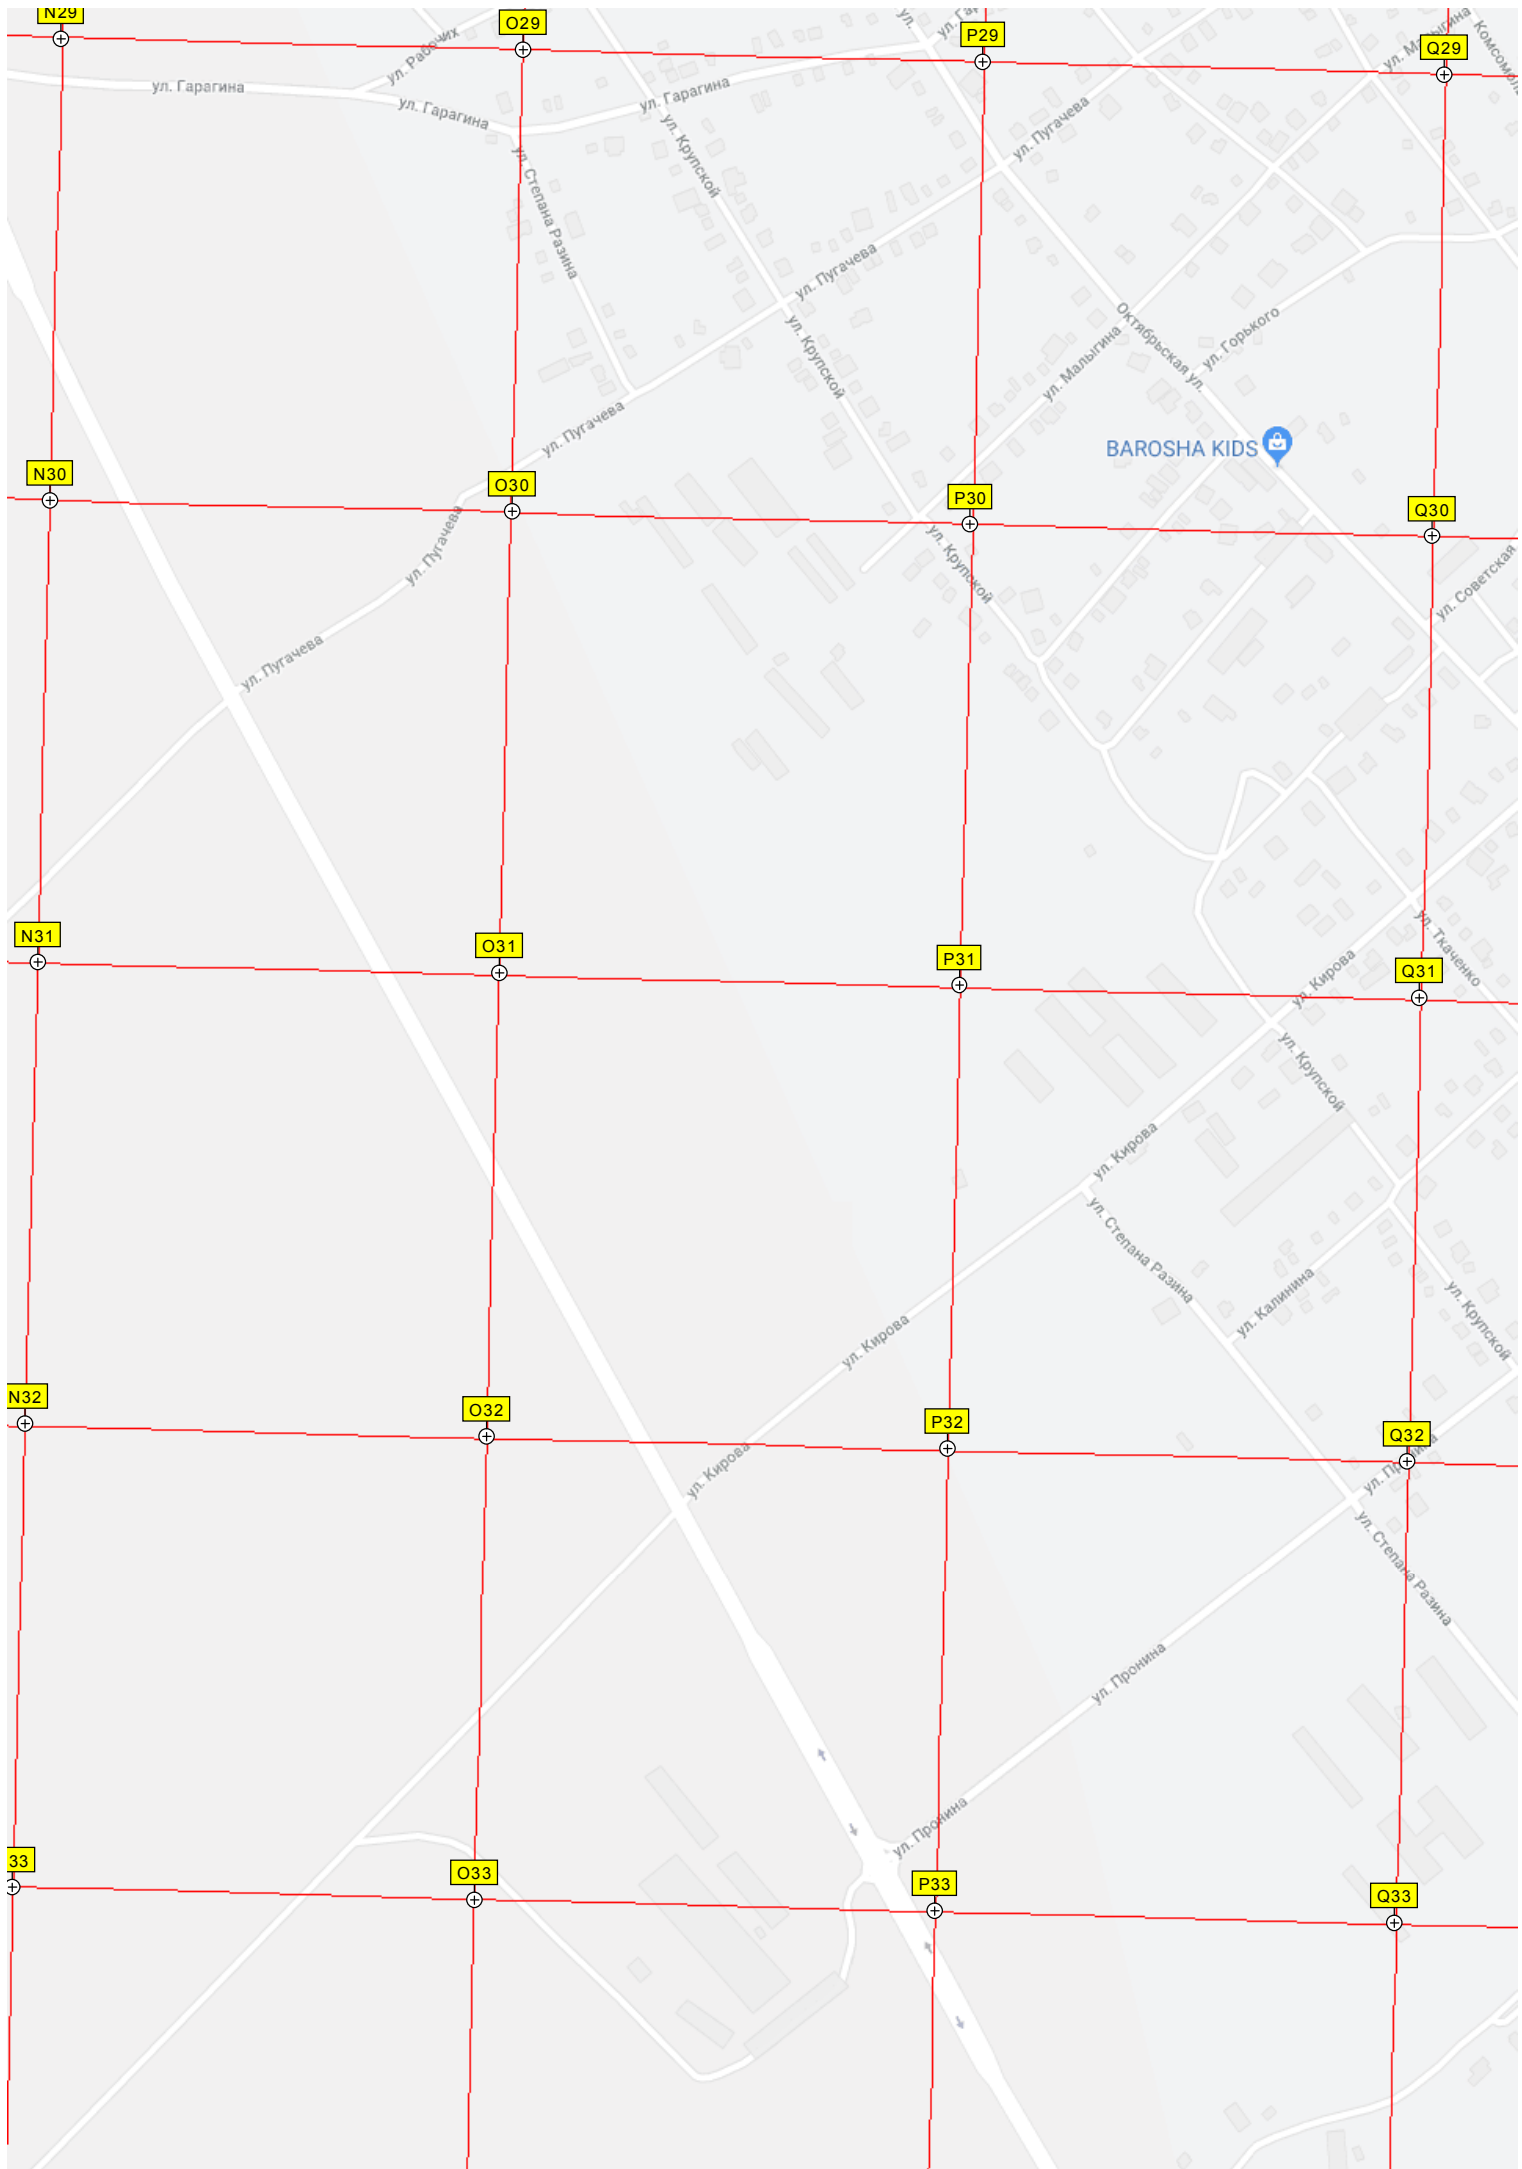 N29
O29
P29
Q29
ул. Рабочих
ул.
ул. Малыгина
ул. Гарагина
ул. Гарагина
ул. Гарагина
ул. Пугачева
ул. Крупской
ул. Степана Разина
ул. Пугачева
ул. Крупской
Октябрьская ул.
ул. Горького
ул. Малыгина
ул. Пугачева
BAROSHA KIDS
N30
O30
P30
Q30
ул. Пугачева
ул. Крупской
ул. Советская
ул. Пугачева
N31
O31
P31
Q31
ул. Ткаченко
ул. Кирова
ул. Крупской
ул. Кирова
ул. Степана Разина
ул. Калинина
ул. Крупской
ул. Кирова
N32
O32
P32
Q32
ул. Кирова
ул. Степана Разина
ул. Пронина
ул. Пронина
33
O33
P33
Q33